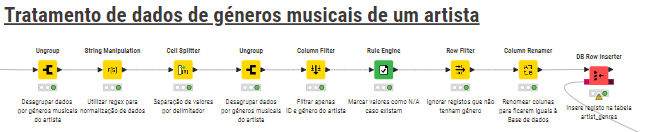 Tratamento de dados de géneros musicais de um artista
Ungroup
String Manipulation
Cell Splitter
Ungroup
Column Filter
Rule Engine
Row Filter
Column Renamer
DB Row Inserter
Desagrupar dados
por géneros musicais
do artista
Utilizar regex para
normalização de dados
Separação de valores
por delimitador
Desagrupar dados
por géneros musicais
do artista
Filtrar apenas
ID e género do artista
Marcar valores como N/A
caso existam
Ignorar registos que não
tenham género
Renomear colunas
para ficarem iguais à
Base de dados
Insere registo na tabela
artist_genres